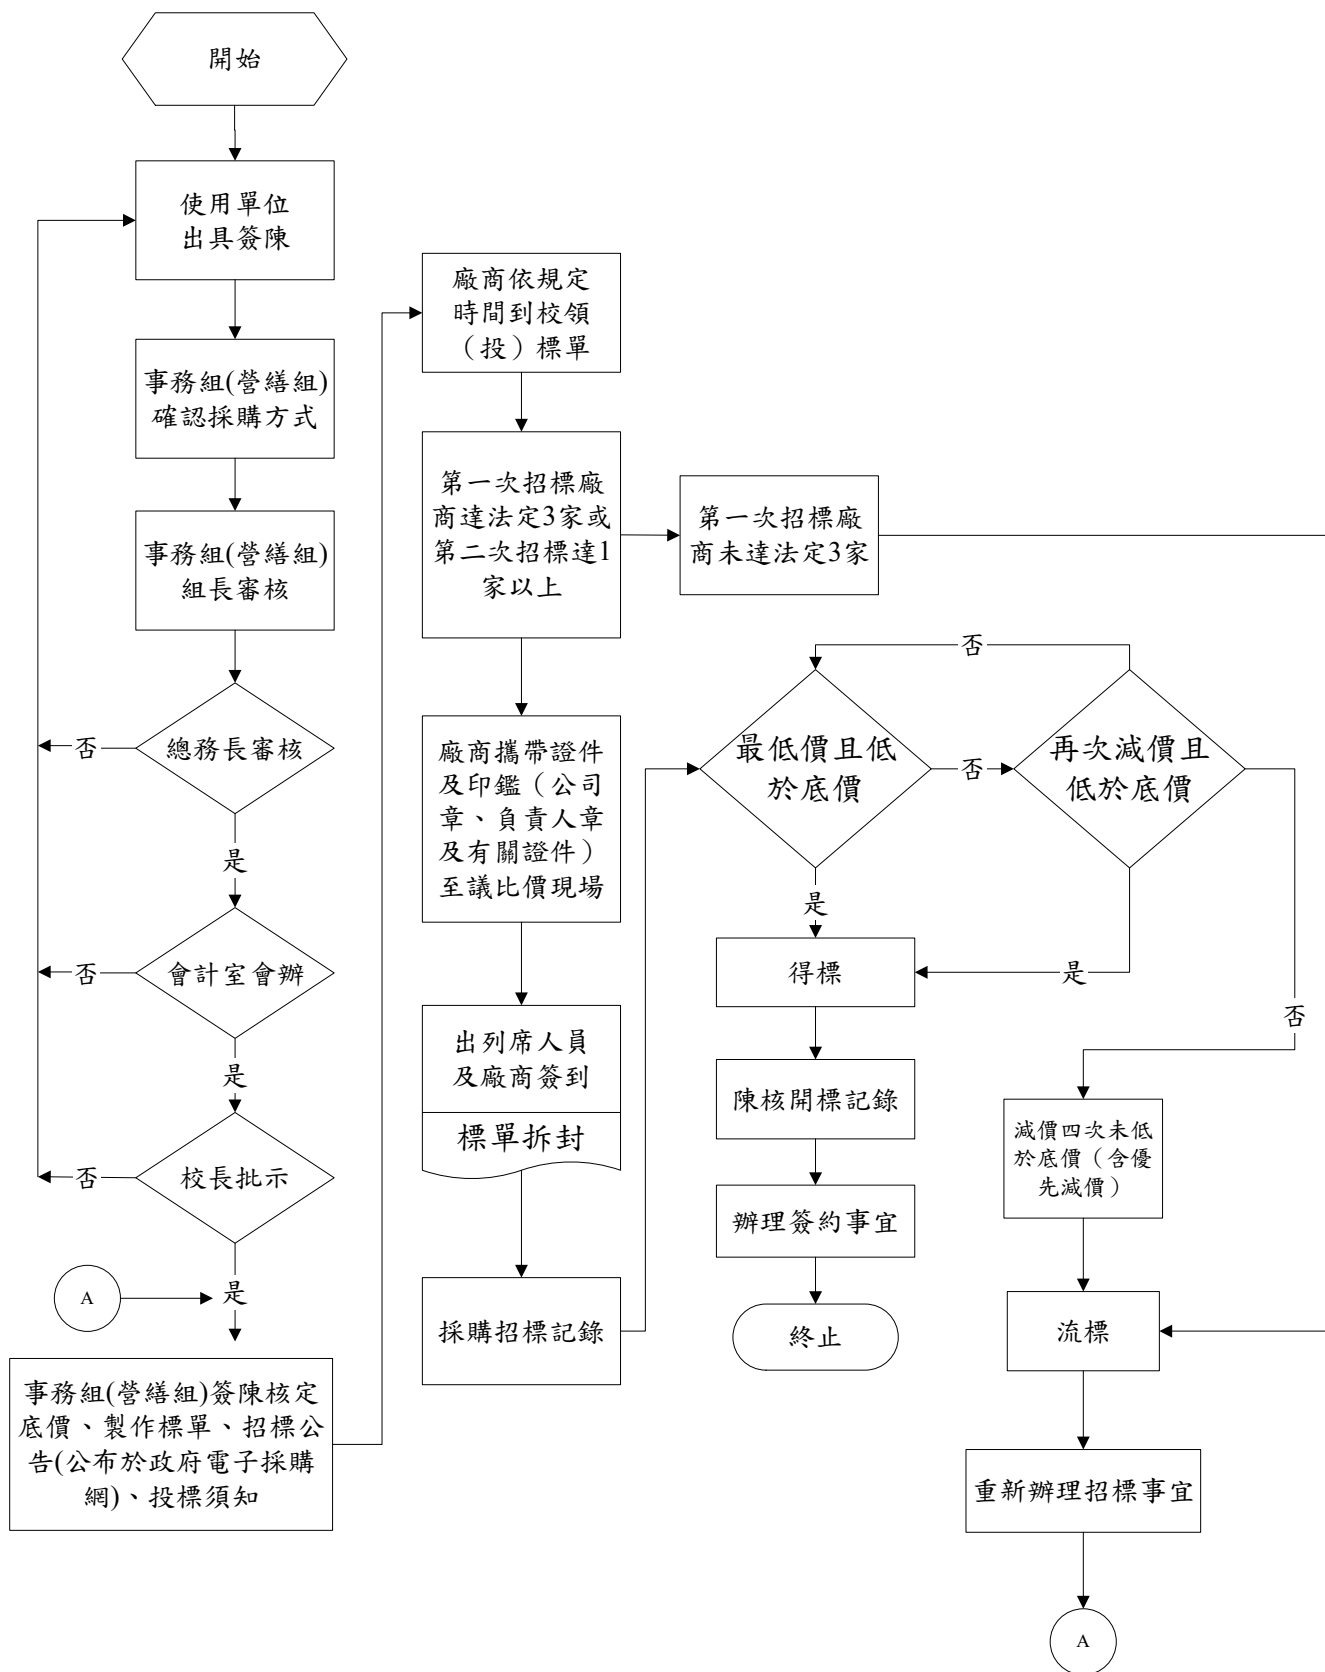 開始
使用單位
出具簽陳
事務組(營繕組)
確認採購方式
事務組(營繕組)
組長審核
總務長審核
否
是
會計室會辦
否
是
校長批示
否
是
A
事務組(營繕組)簽陳核定
底價、製作標單、招標公
告(公布於政府電子採購
網)、投標須知
廠商依規定
時間到校領
（投）標單
第一次招標廠
商達法定3家或
第二次招標達1
家以上
第一次招標廠
商未達法定3家
廠商攜帶證件
及印鑑（公司
章、負責人章
及有關證件）
至議比價現場
出列席人員
及廠商簽到
標單拆封
採購招標記錄
否
最低價且低
於底價
否
再次減價且
低於底價
是
是
否
得標
陳核開標記錄
辦理簽約事宜
終止
減價四次未低
於底價（含優
先減價）
流標
重新辦理招標事宜
A